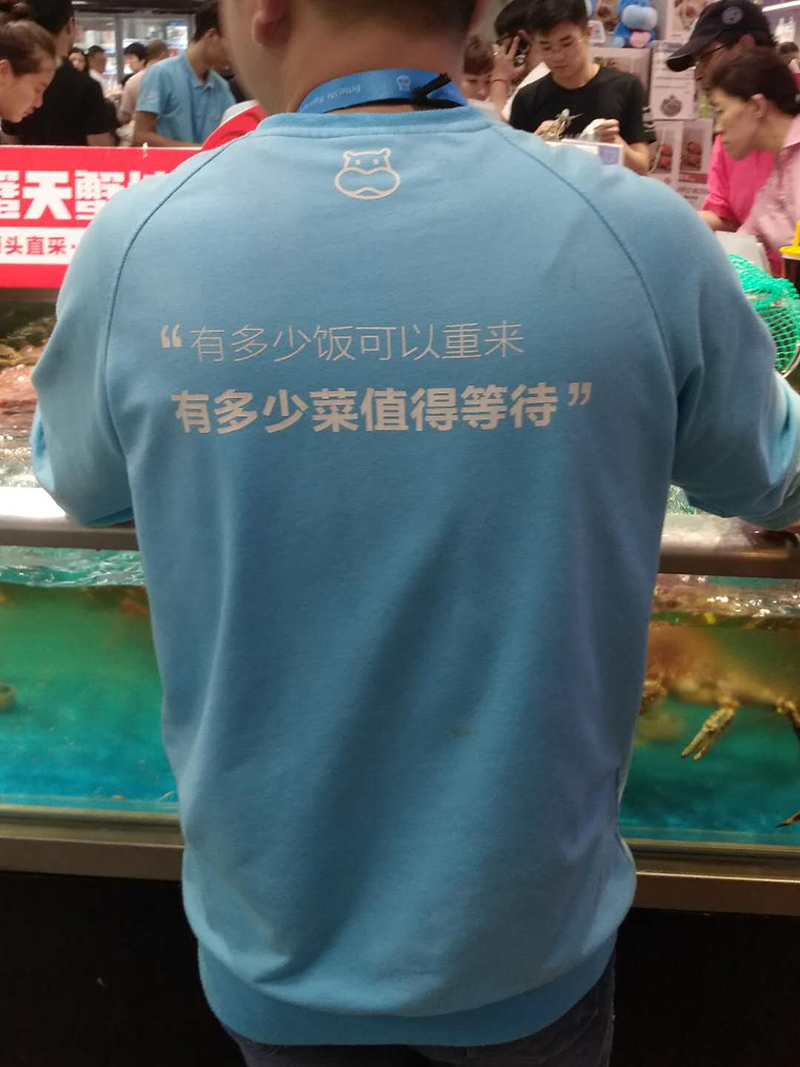 天蟹
头直采·
“有多少饭可以重来
有多少菜值得等待”